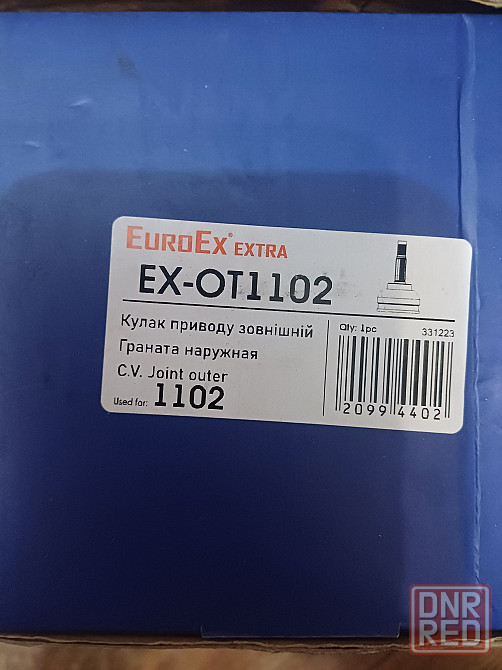 EUROEX® EXTRA
EX-OT1102
Кулак приводу зовнішній
Граната наружная
C.V. Joint outer
Used for: 1102
Qty: 1pc 331223
2099 4402
DNR
RED